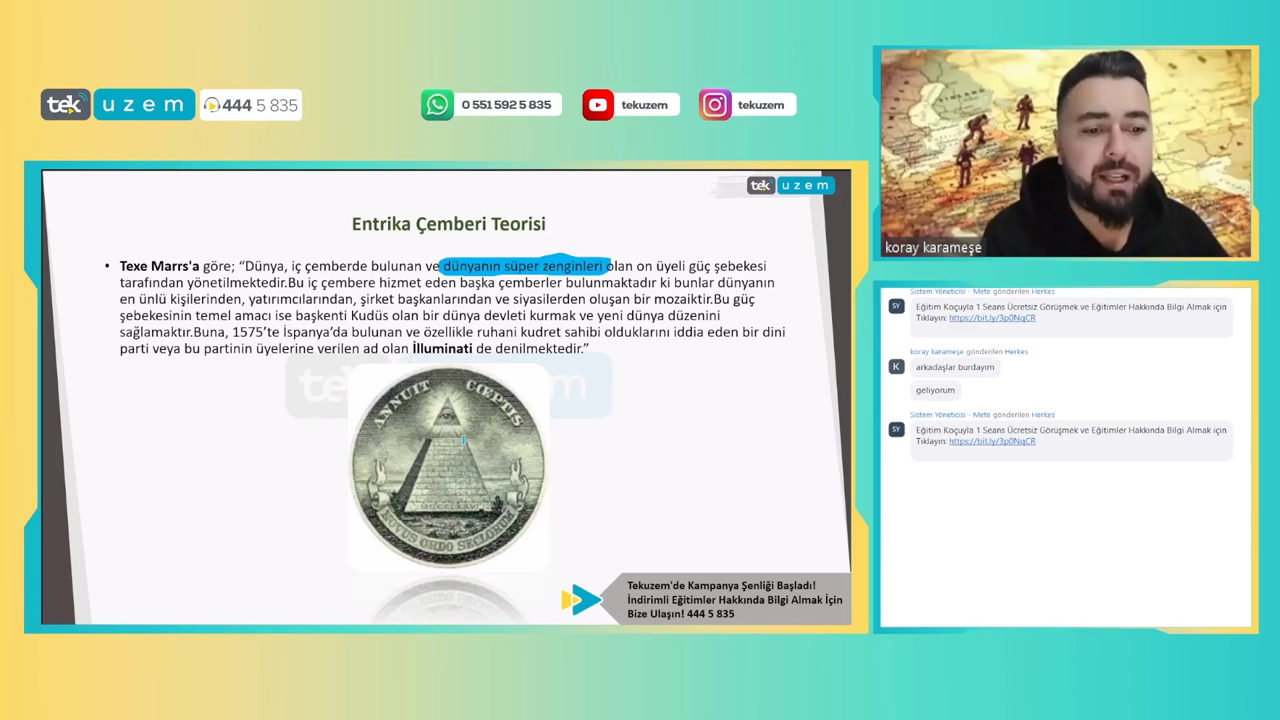 tek uzem 444 5 835
0 551 592 5 835
tekuzem
tekuzem
tek uzem
Entrika Çemberi Teorisi
• Texe Marrs'a göre; “Dünya, iç çemberde bulunan ve dünyanın süper zenginleri olan on üyeli güç şebekesi
tarafından yönetilmektedir.Bu iç çembere hizmet eden başka çemberler bulunmaktadır ki bunlar dünyanın
en ünlü kişilerinden, yatırımcılarından, şirket başkanlarından ve siyasilerden oluşan bir mozaiktir.Bu güç
şebekesinin temel amacı ise başkenti Kudüs olan bir dünya devleti kurmak ve yeni dünya düzenini
sağlamaktır.Buna, 1575’te İspanya’da bulunan ve özellikle ruhani kudret sahibi olduklarını iddia eden bir dini
parti veya bu partinin üyelerine verilen ad olan İlluminati de denilmektedir.”
ANNUIT CŒPTIS
NOVUS ORDO SECLORUM
Tekuzem'de Kampanya Şenliği Başladı!
İndirimli Eğitimler Hakkında Bilgi Almak İçin
Bize Ulaşın! 444 5 835
koray karameşe
Sistem Yöneticisi - Mete gönderilen Herkes
SY
Eğitim Koçuyla 1 Seans Ücretsiz Görüşmek ve Eğitimler Hakkında Bilgi Almak için
Tıklayın: https://bit.ly/3p0NqCR
koray karameşe gönderilen Herkes
K
arkadaşlar burdayım
geliyorum
Sistem Yöneticisi - Mete gönderilen Herkes
SY
Eğitim Koçuyla 1 Seans Ücretsiz Görüşmek ve Eğitimler Hakkında Bilgi Almak için
Tıklayın: https://bit.ly/3p0NqCR